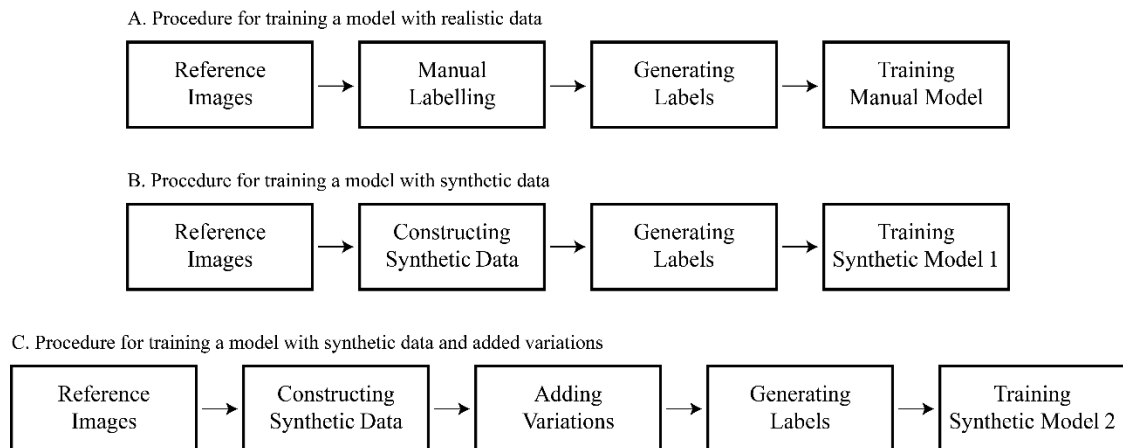 A. Procedure for training a model with realistic data
Reference
Images
Manual
Labelling
Generating
Labels
Training
Manual Model
B. Procedure for training a model with synthetic data
Reference
Images
Constructing
Synthetic Data
Generating
Labels
Training
Synthetic Model 1
C. Procedure for training a model with synthetic data and added variations
Reference
Images
Constructing
Synthetic Data
Adding
Variations
Generating
Labels
Training
Synthetic Model 2